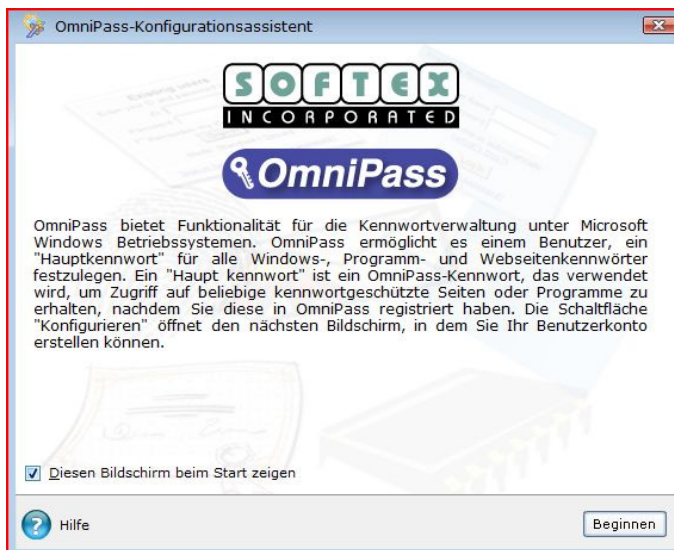 OmniPass-Konfigurationsassistent
SOFTEX
INCORPORATED
OmniPass
OmniPass bietet Funktionalität für die Kennwortverwaltung unter Microsoft
Windows Betriebssystemen. OmniPass ermöglicht es einem Benutzer, ein
"Hauptkennwort" für alle Windows-, Programm- und Webseitenkennwörter
festzulegen. Ein "Haupt kennwort" ist ein OmniPass-Kennwort, das verwendet
wird, um Zugriff auf beliebige kennwortgeschützte Seiten oder Programme zu
erhalten, nachdem Sie diese in OmniPass registriert haben. Die Schaltfläche
"Konfigurieren" öffnet den nächsten Bildschirm, in dem Sie Ihr Benutzerkonto
erstellen können.
Diesen Bildschirm beim Start zeigen
Hilfe
Beginnen